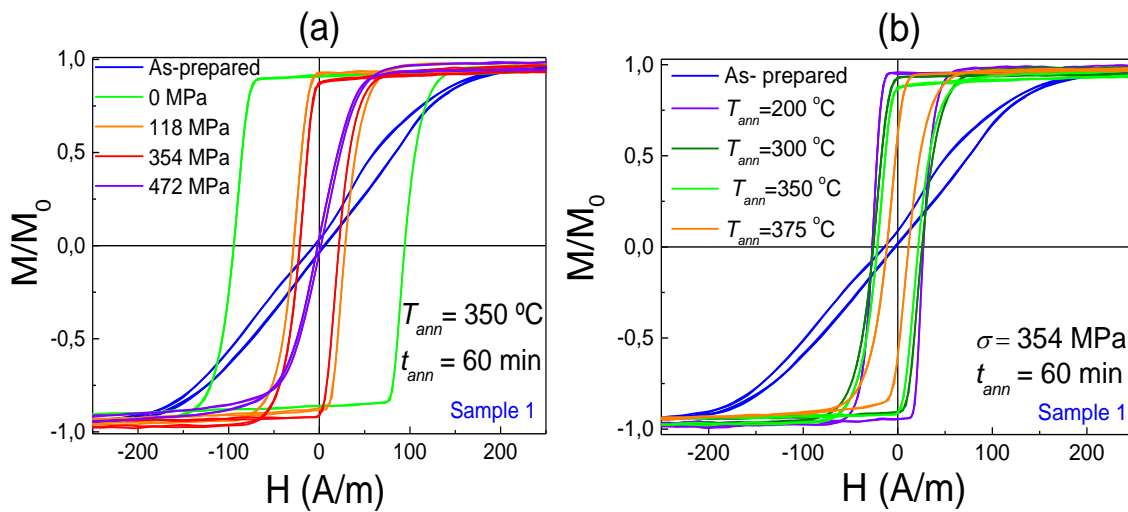 (a)
1,0
0,5
0,0
-0,5
-1,0
M/M0
As-prepared
0 MPa
118 MPa
354 MPa
472 MPa
Tann= 350 ºC
tann = 60 min
Sample 1
-200 -100 0 100 200
H (A/m)
(b)
1,0
0,5
0,0
-0,5
-1,0
M/M0
As- prepared
Tann=200 °C
Tann=300 °C
Tann=350 °C
Tann=375 °C
σ = 354 MPa
tann = 60 min
Sample 1
-200 -100 0 100 200
H (A/m)